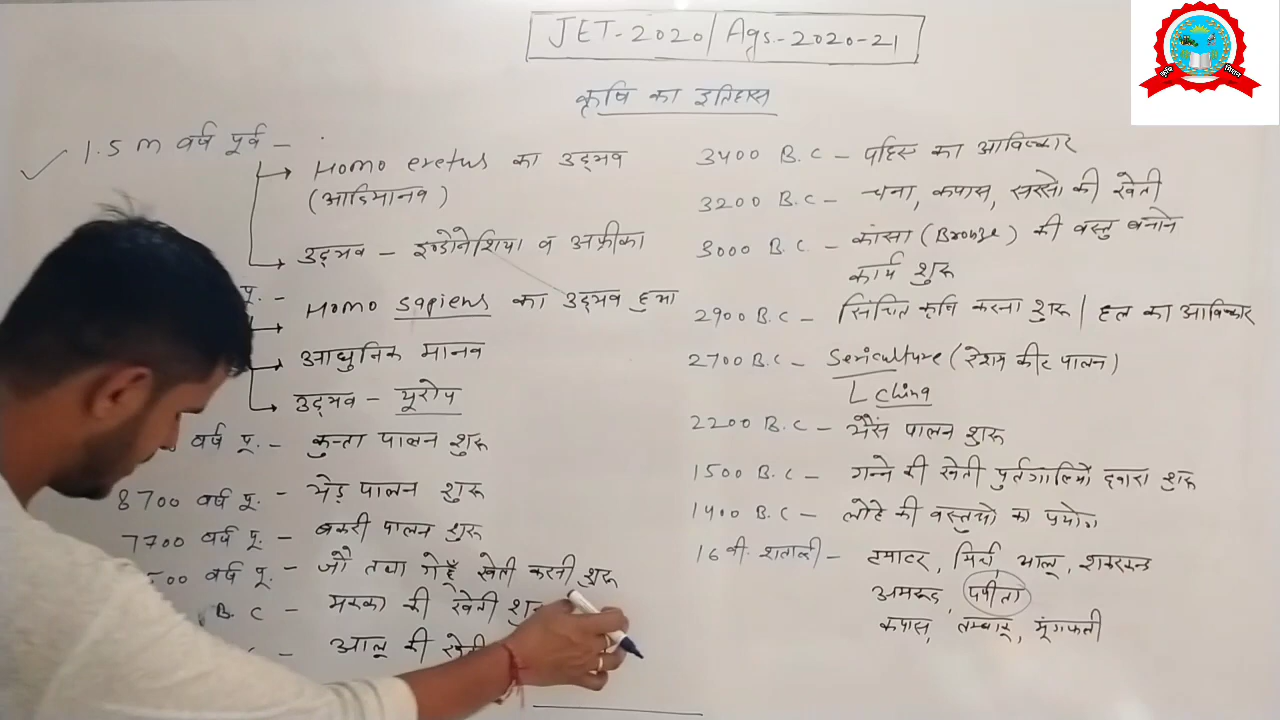 JET-2020/Ags.-2020-21
कृषि का इतिहास
1.5 m वर्ष पूर्व -
Homo eretus का उद्भव
(आदिमानव)
उद्भव - इण्डोनेशिया व अफ्रीका
पू. -
Homo sapiens का उद्भव हुआ
आधुनिक मानव
उद्भव - यूरोप
वर्ष पू. - कुत्ता पालन शुरू
8700 वर्ष पू. - भेड़ पालन शुरू
7700 वर्ष पू. - बकरी पालन शुरू
500 वर्ष पू. - जौ तथा गेहूँ खेती करनी शुरू
B.C - मक्का की खेती
- आलू की खेती
3400 B.C - पहिए का आविष्कार
3200 B.C - चना, कपास, सरसो की खेती
3000 B.C - कांसा (Bronze) की वस्तु बनाने
कार्य शुरू
2900 B.C - सिंचित कृषि करना शुरू / हल का आविष्कार
2700 B.C - Sericulture (रेशम कीट पालन)
China
2200 B.C - भैंस पालन शुरू
1500 B.C - गन्ने की खेती पुर्तगालियों द्वारा शुरू
1400 B.C - लोहे की वस्तुओ का प्रयोग
16 वी. शताब्दी - टमाटर, मिर्च, आलू, शकरकन्द
अमरूद, पपीता
कपास, तम्बाकू, मूंगफली
कृषि